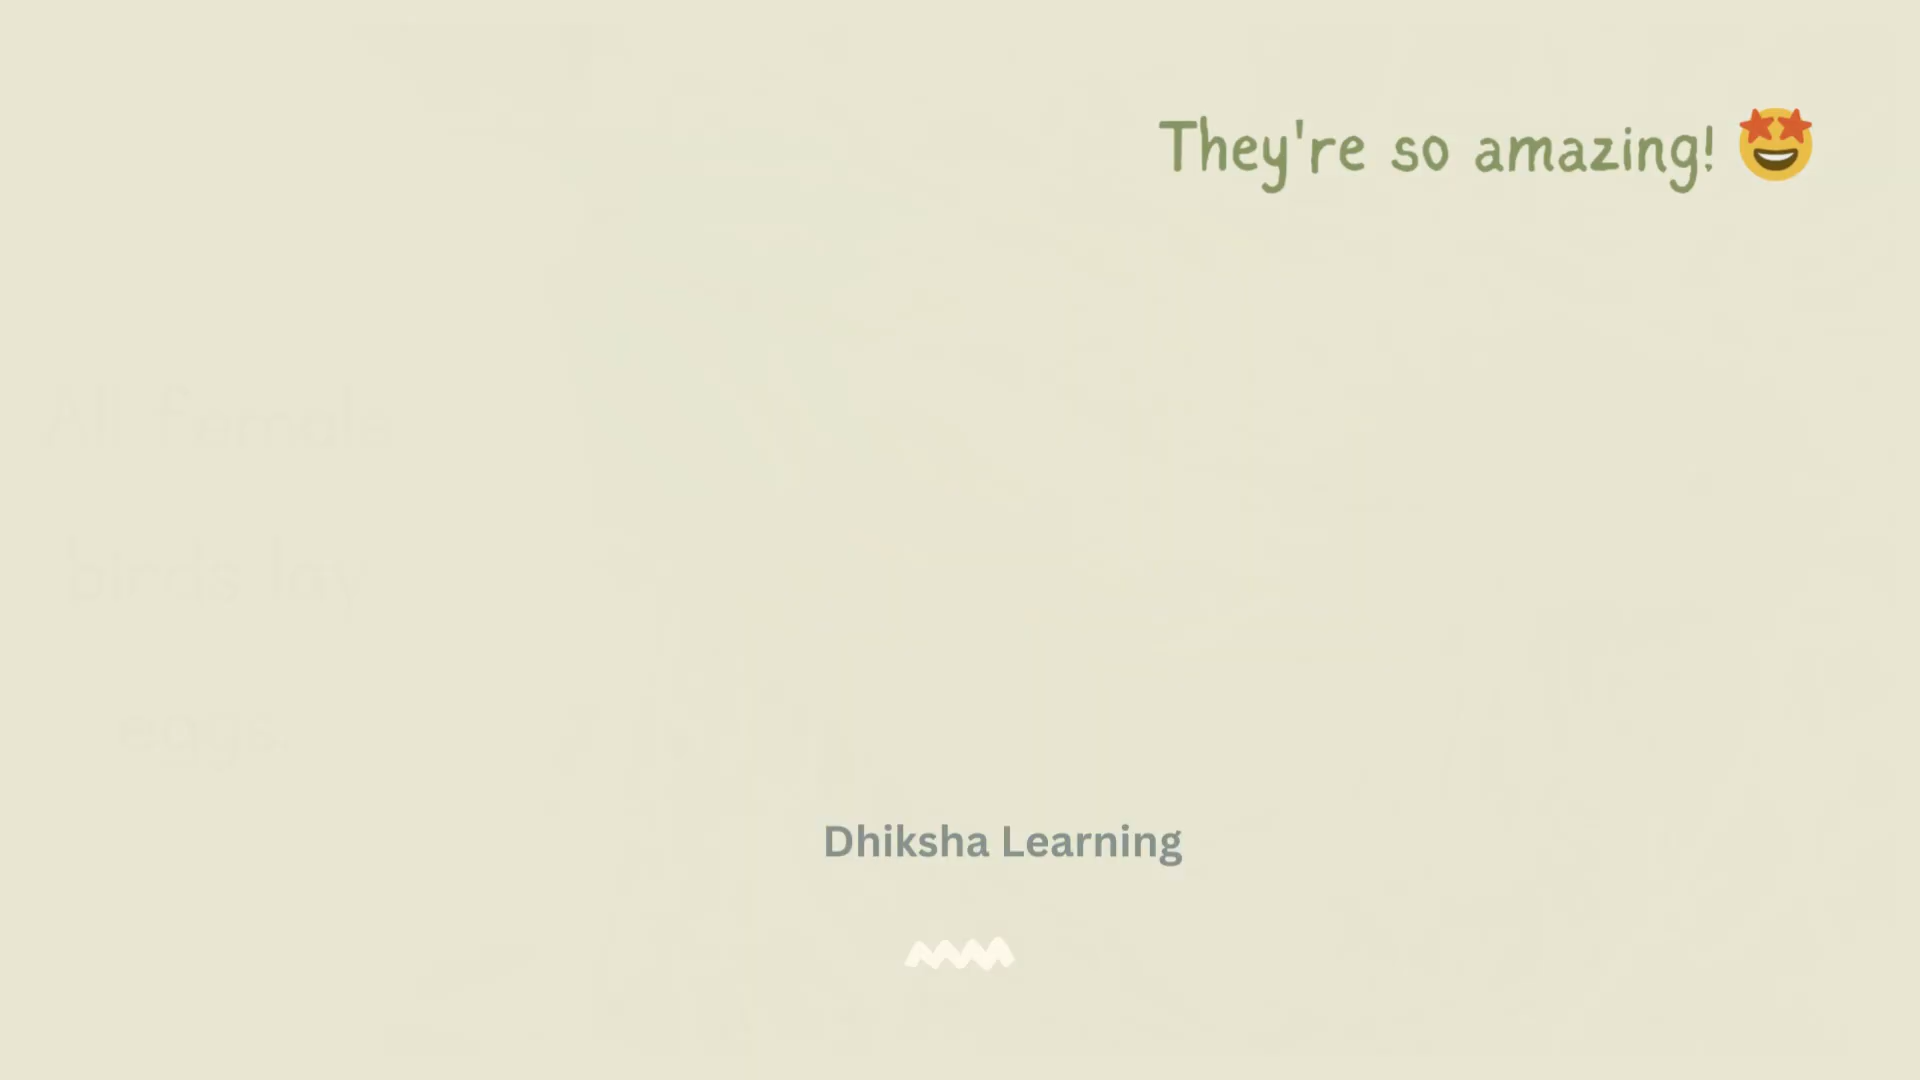 They're so amazing! 🤩
All female
birds lay
eggs.
Dhiksha Learning